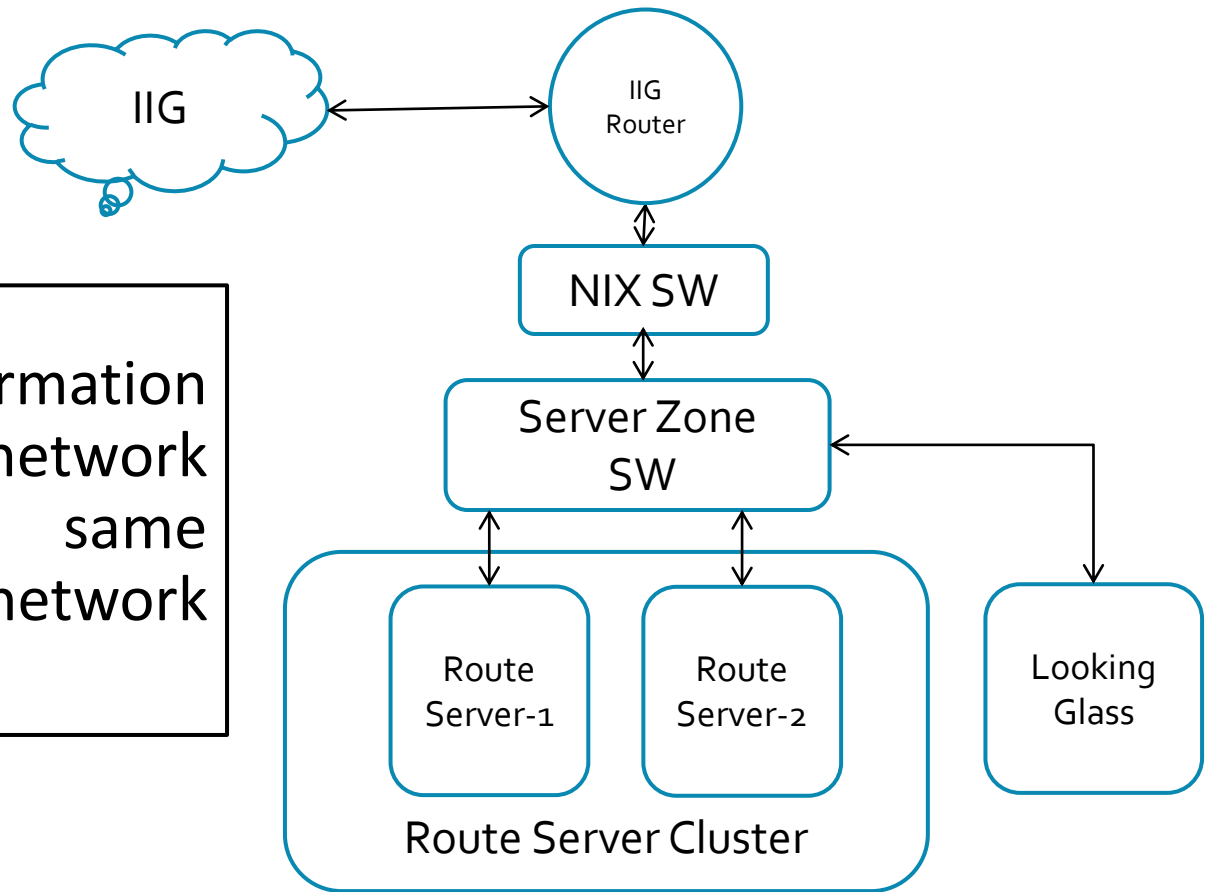 IIG
IIG
Router
NIX SW
Server Zone
SW
network
same
network
Route
Server-1
Route
Server-2
Looking
Glass
Route Server Cluster